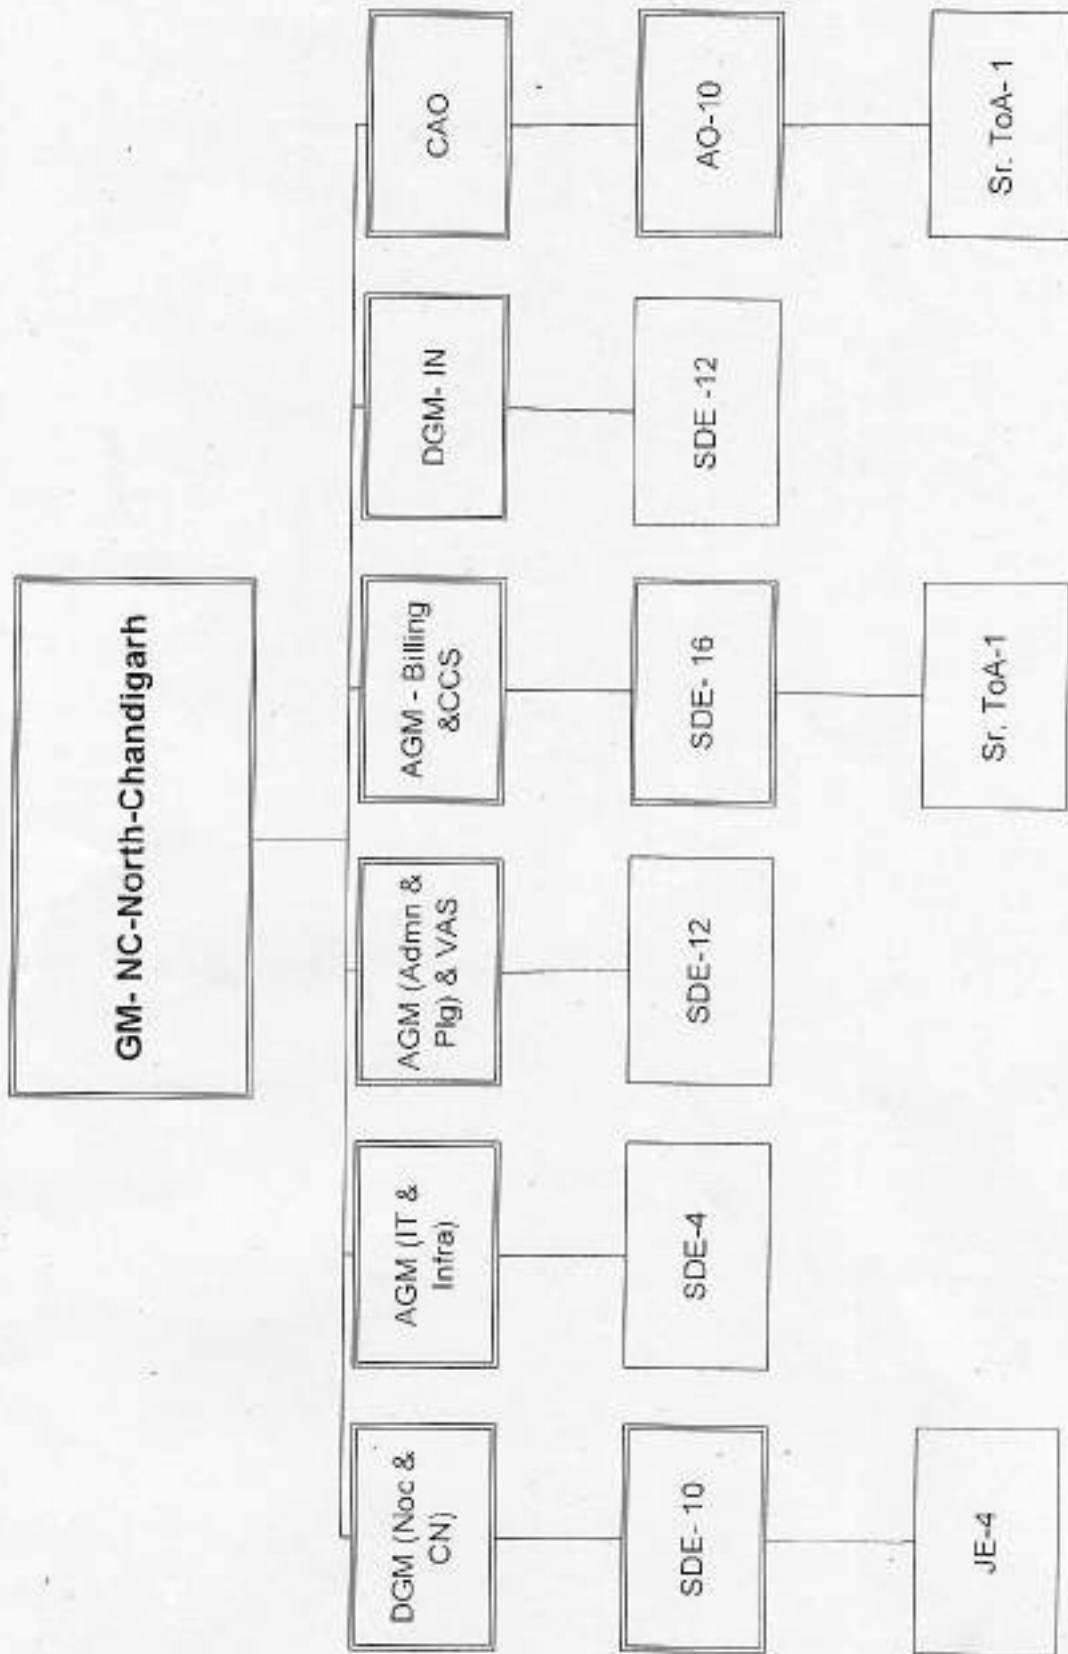 GM- NC-North-Chandigarh
DGM (Noc &
CN)
AGM (IT &
Infra)
AGM (Admn &
Plg) & VAS
AGM - Billing
&CCS
DGM- IN
CAO
SDE- 10
SDE-4
SDE-12
SDE- 16
SDE -12
AO-10
JE-4
Sr. ToA-1
Sr. ToA- 1